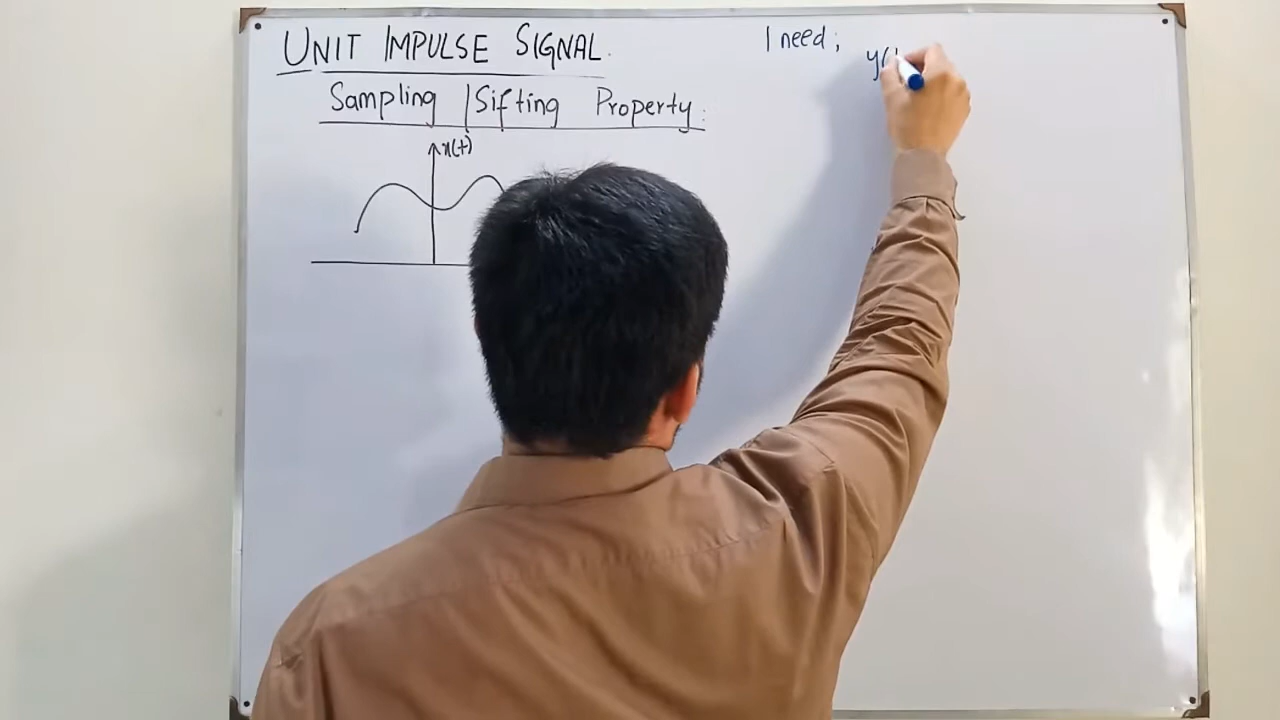 UNIT IMPULSE SIGNAL.
Sampling | Sifting Property:
x(t)
I need;
y(